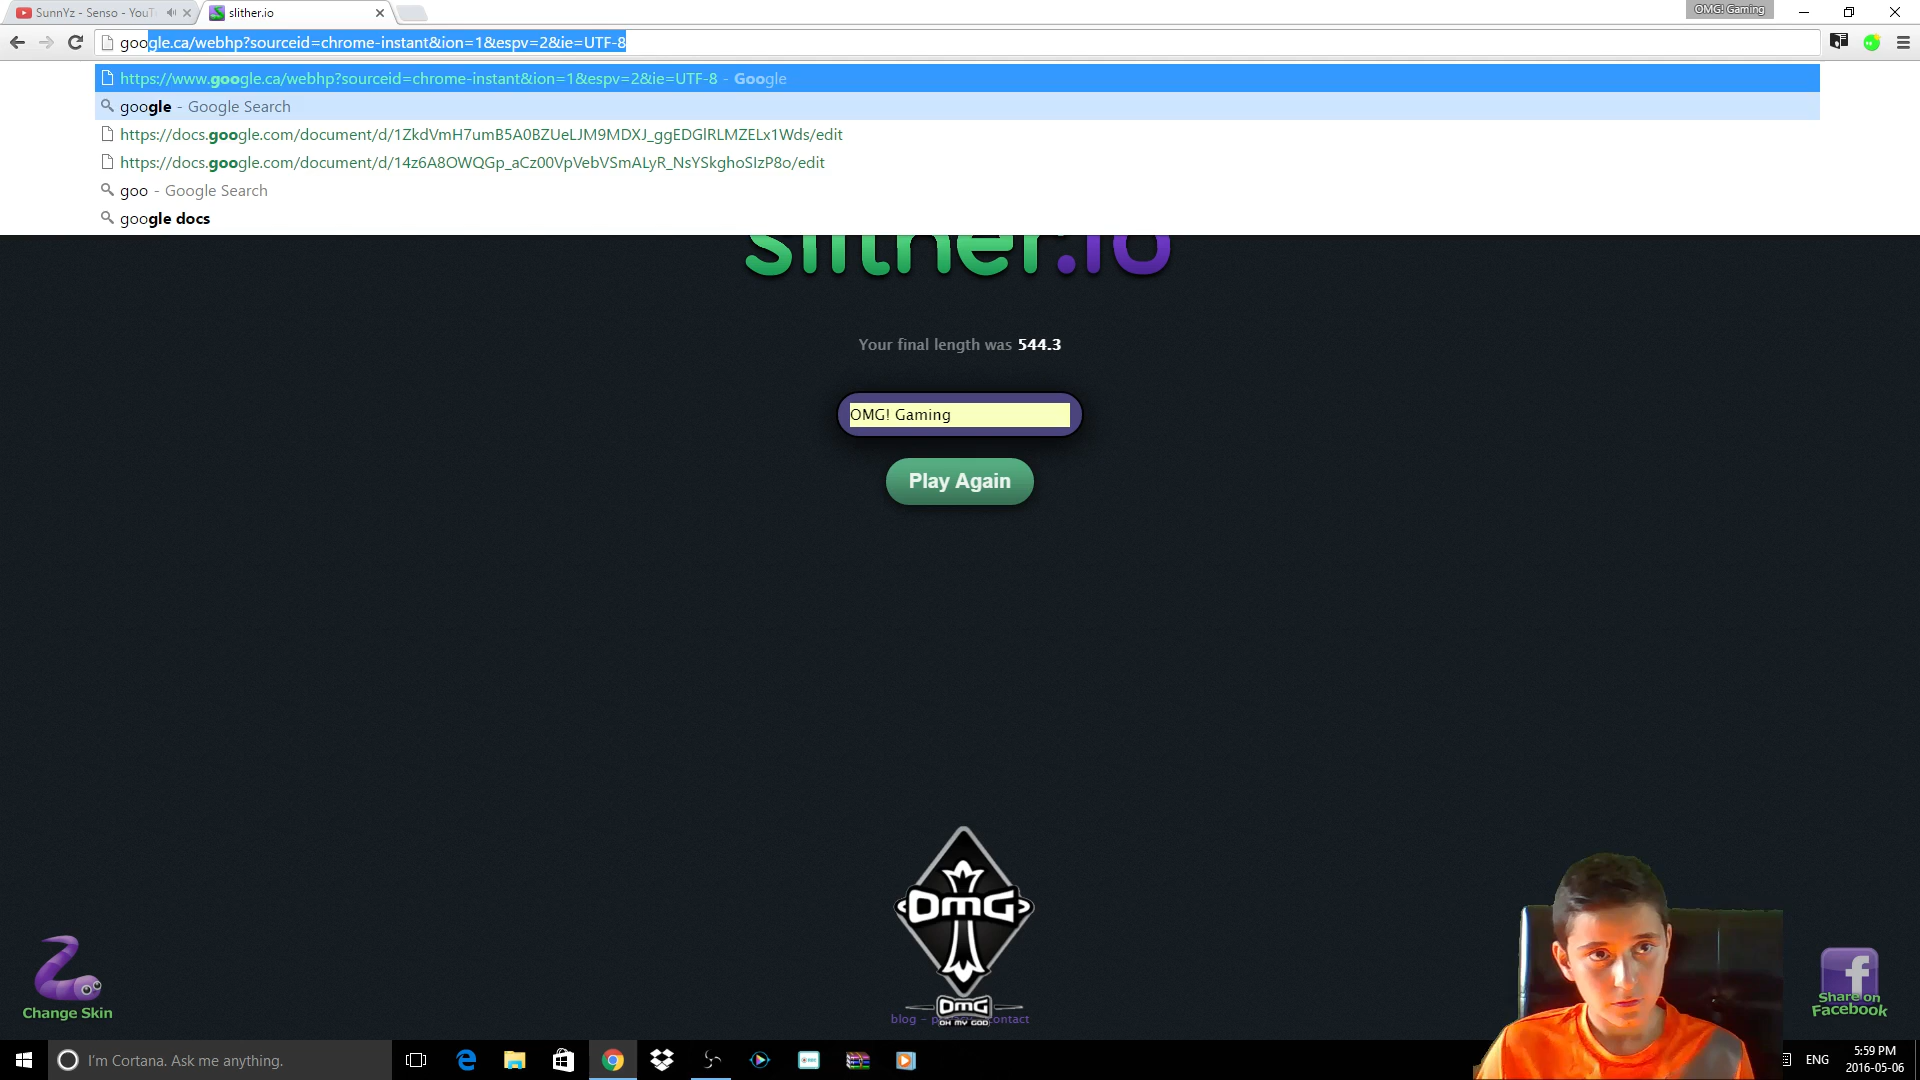 SunnYz - Senso - YouT
slither.io
OMG! Gaming
google.ca/webhp?sourceid=chrome-instant&ion=1&espv=2&ie=UTF-8
https://www.google.ca/webhp?sourceid=chrome-instant&ion=1&espv=2&ie=UTF-8 - Google
google - Google Search
https://docs.google.com/document/d/1ZkdVmH7umB5A0BZUeLJM9MDXJ_ggEDGlRLMZELx1Wds/edit
https://docs.google.com/document/d/14z6A8OWQGp_aCz00VpVebVSmALyR_NsYSkghoSIzP8o/edit
goo - Google Search
google docs
slither.io
Your final length was 544.3
OMG! Gaming
Play Again
OMG
OMG
OH MY GOD
blog - contact
Change Skin
Share on
Facebook
I'm Cortana. Ask me anything.
ENG
5:59 PM
2016-05-06